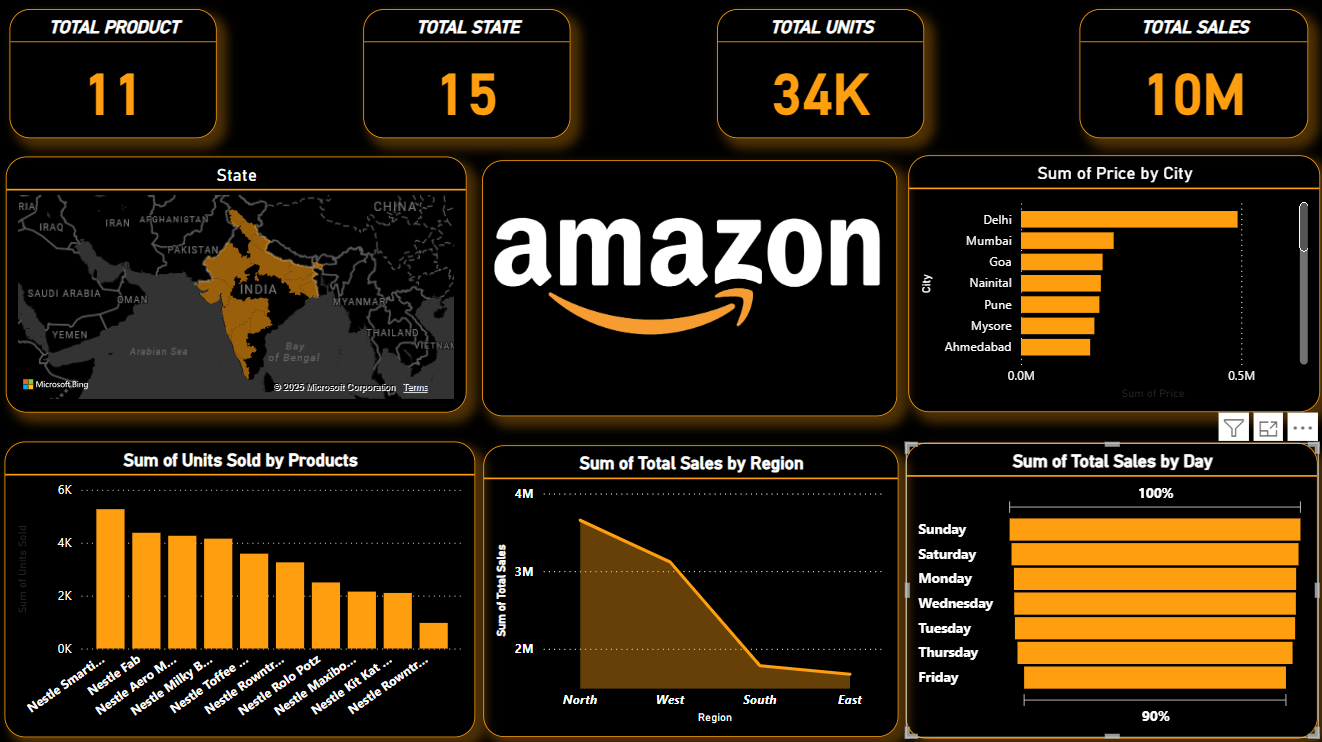 TOTAL PRODUCT
11
TOTAL STATE
15
TOTAL UNITS
34K
TOTAL SALES
10M
State
RIA
IRAQ
IRAN
AFGHANISTAN
CHINA
PAKISTAN
SAUDI ARABIA
OMAN
INDIA
MYANMAR
YEMEN
THAILAND
VIETNAM
Arabian Sea
Bay
of Bengal
Microsoft Bing
© 2025 Microsoft Corporation Terms
amazon
Sum of Price by City
City
Delhi
Mumbai
Goa
Nainital
Pune
Mysore
Ahmedabad
0.0M 0.5M
Sum of Price
Sum of Units Sold by Products
Sum of Units Sold
6K
4K
2K
0K
Nestle Smarti...
Nestle Fab
Nestle Aero M...
Nestle Milky B...
Nestle Toffee ...
Nestle Rowntr...
Nestle Rolo Potz
Nestle Maxibo...
Nestle Kit Kat ...
Nestle Rowntr...
Sum of Total Sales by Region
Sum of Total Sales
4M
3M
2M
North West South East
Region
Sum of Total Sales by Day
100%
Sunday
Saturday
Monday
Wednesday
Tuesday
Thursday
Friday
90%